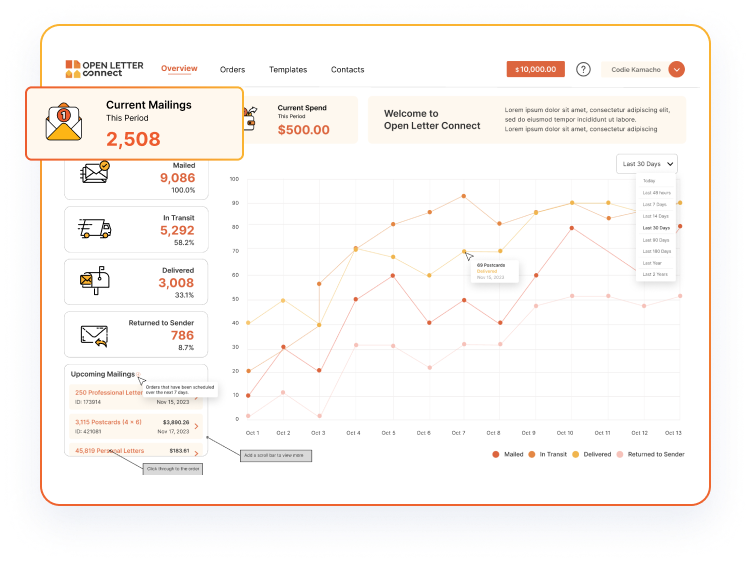 OPEN LETTER
connect
Overview
Orders
Templates
Contacts
$ 10,000.00
?
Codie Kamacho
1
Current Mailings
This Period
2,508
Current Spend
This Period
$500.00
Welcome to
Open Letter Connect
Lorem ipsum dolor sit amet, consectetur adipiscing elit,
sed do eiusmod tempor incididunt ut labore.
Lorem ipsum dolor sit amet, consectetur adipiscing
Mailed
9,086
100.0%
In Transit
5,292
58.2%
Delivered
3,008
33.1%
Returned to Sender
786
8.7%
Upcoming Mailings
Orders that have been scheduled
over the next 7 days
250 Professional Letter
ID: 173914
Nov 15, 2023
3,115 Postcards (4 x 6)
$3,890.26
ID: 421081
Nov 17, 2023
45,819 Personal Letters
$183.61
Click through to the order
Add a scroll bar to view more
Last 30 Days
Today
Last 48 hours
Last 7 Days
Last 14 Days
Last 30 Days
Last 90 Days
Last 180 Days
Last Year
Last 2 Years
100
90
80
70
60
50
40
30
20
10
0
69 Postcards
Delivered
Nov 13, 2023
Oct 1
Oct 2
Oct 3
Oct 4
Oct 5
Oct 6
Oct 7
Oct 8
Oct 9
Oct 10
Oct 11
Oct 12
Oct 13
Mailed
In Transit
Delivered
Returned to Sender